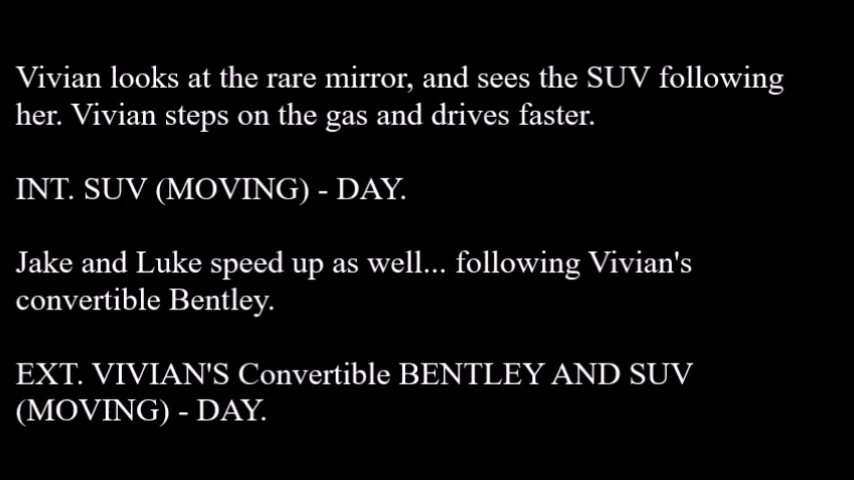 Vivian looks at the rare mirror, and sees the SUV following
her. Vivian steps on the gas and drives faster.
INT. SUV (MOVING) - DAY.
Jake and Luke speed up as well... following Vivian's
convertible Bentley.
EXT. VIVIAN'S Convertible BENTLEY AND SUV
(MOVING) - DAY.